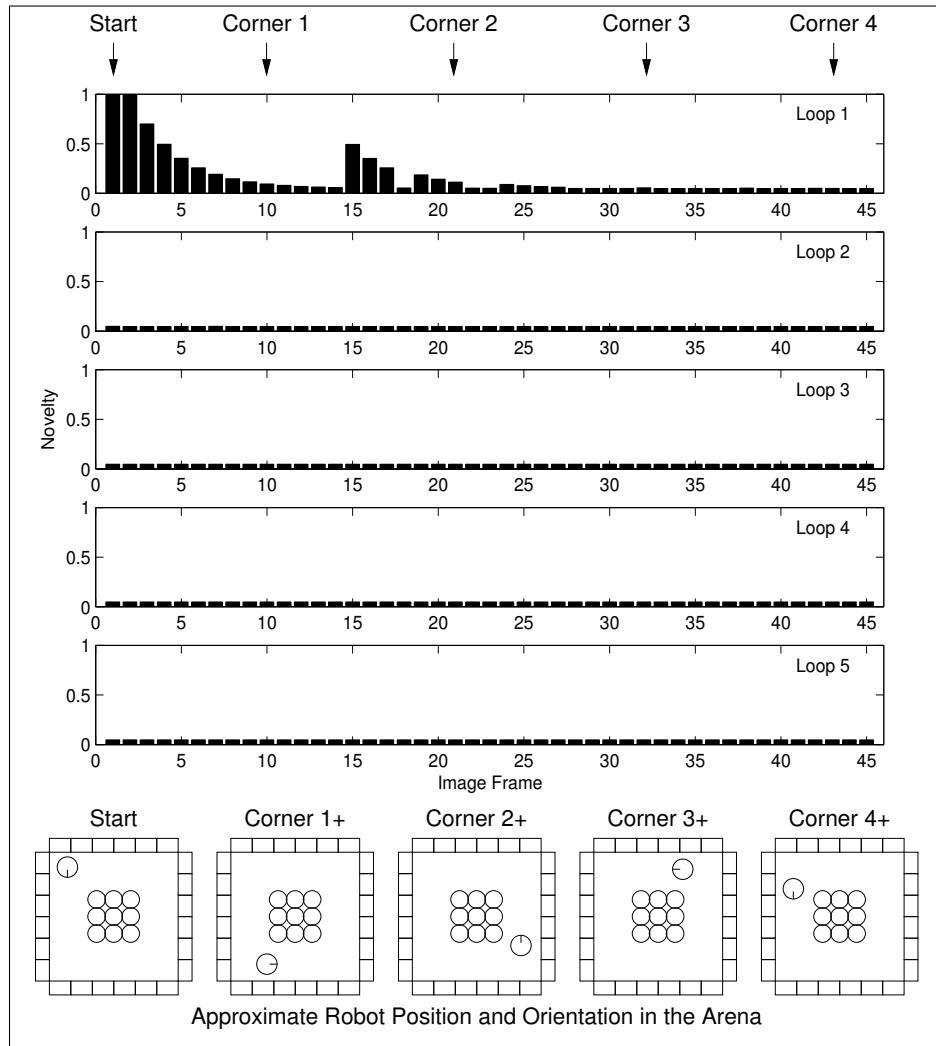 Start Corner 1 Corner 2 Corner 3 Corner 4
1
Loop 1
0.5
0
0 5 10 15 20 25 30 35 40 45
1
Loop 2
0.5
0
0 5 10 15 20 25 30 35 40 45
1
Loop 3
0.5
0
0 5 10 15 20 25 30 35 40 45
Novelty
1
Loop 4
0.5
0
0 5 10 15 20 25 30 35 40 45
1
Loop 5
0.5
0
0 5 10 15 20 25 30 35 40 45
Image Frame
Start Corner 1+ Corner 2+ Corner 3+ Corner 4+
Approximate Robot Position and Orientation in the Arena